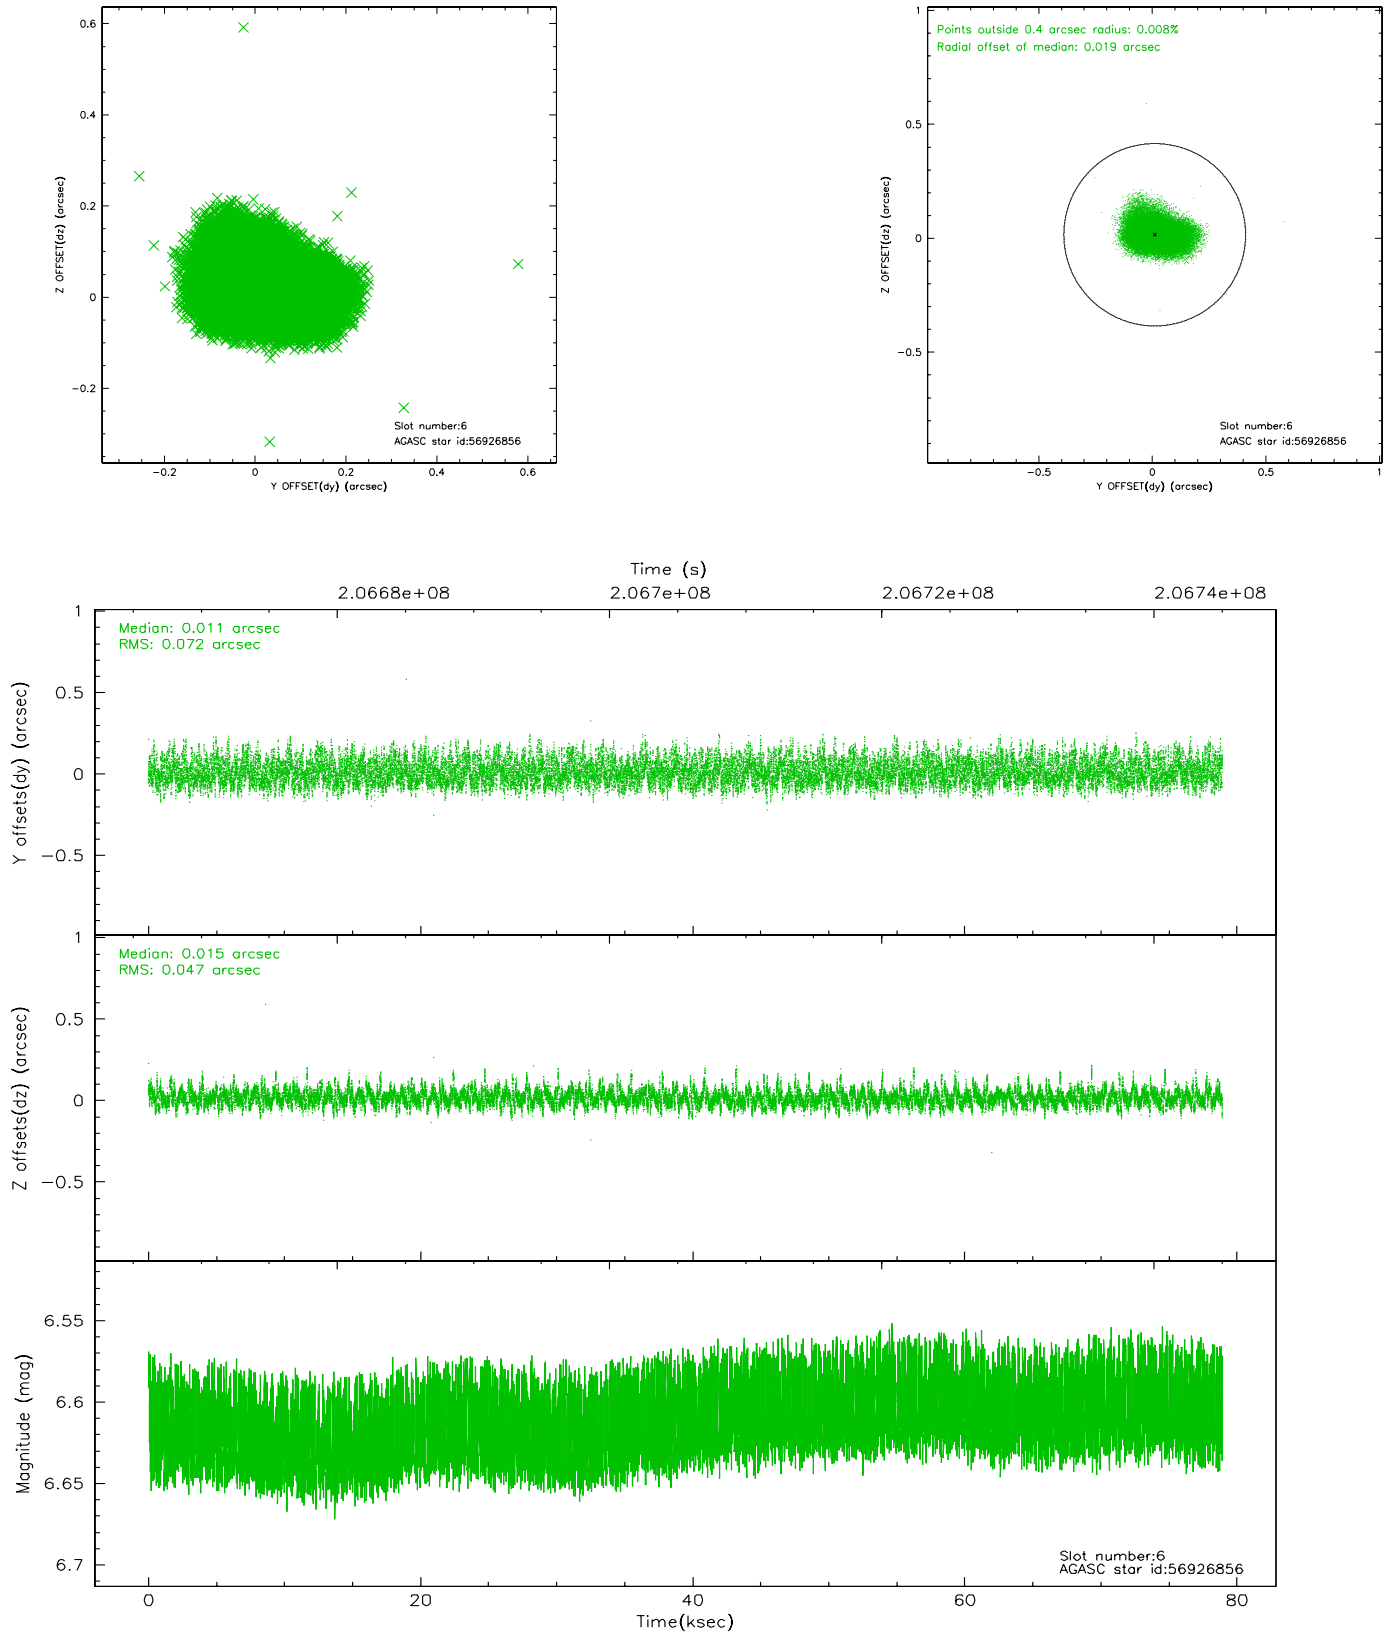 0.6
0.4
0.2
0
−0.2
−0.2
0
0.2
0.4
0.6
Z OFFSET(dz) (arcsec)
Y OFFSET(dy) (arcsec)
Slot number:6
AGASC star id:56926856
1
0.5
0
−0.5
−0.5
0
0.5
1
Z OFFSET(dz) (arcsec)
Y OFFSET(dy) (arcsec)
Points outside 0.4 arcsec radius: 0.008%
Radial offset of median: 0.019 arcsec
Slot number:6
AGASC star id:56926856
Time (s)
2.0668e+08
2.067e+08
2.0672e+08
2.0674e+08
1
0.5
0
−0.5
Y offsets(dy) (arcsec)
Median: 0.011 arcsec
RMS: 0.072 arcsec
1
0.5
0
−0.5
Z offsets(dz) (arcsec)
Median: 0.015 arcsec
RMS: 0.047 arcsec
6.55
6.6
6.65
6.7
Magnitude (mag)
Slot number:6
AGASC star id:56926856
0
20
40
60
80
Time(ksec)